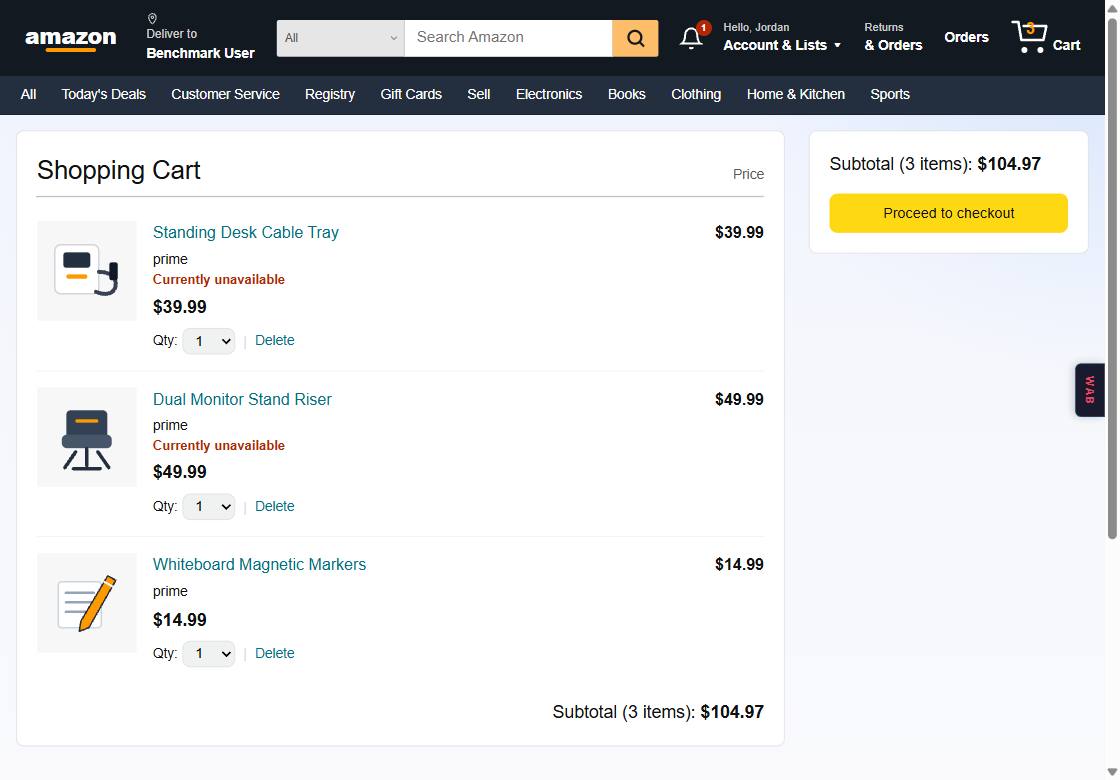 amazon
Deliver to
Benchmark User
All
Search Amazon
1
Hello, Jordan
Account & Lists
Returns
& Orders
Orders
3
Cart
All
Today's Deals
Customer Service
Registry
Gift Cards
Sell
Electronics
Books
Clothing
Home & Kitchen
Sports
Shopping Cart
Price
Standing Desk Cable Tray
$39.99
prime
Currently unavailable
$39.99
Qty: 1 | Delete
Dual Monitor Stand Riser
$49.99
prime
Currently unavailable
$49.99
Qty: 1 | Delete
Whiteboard Magnetic Markers
$14.99
prime
$14.99
Qty: 1 | Delete
Subtotal (3 items): $104.97
Subtotal (3 items): $104.97
Proceed to checkout
WAB